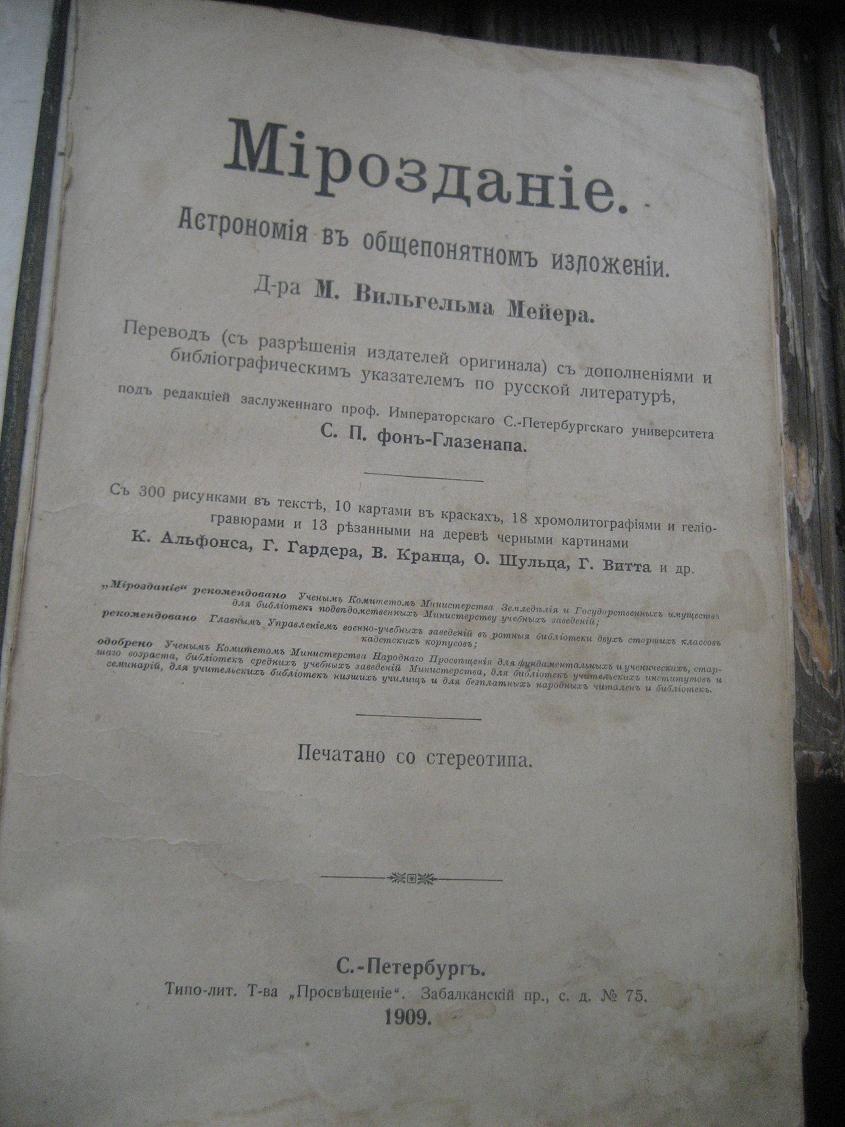 Мірозданіе.
Астрономія въ общепонятномъ изложеніи.
Д-ра М. Вильгельма Мейера.
Переводъ (съ разрѣшенія издателей оригинала) съ дополненіями и
библіографическимъ указателемъ по русской литературѣ,
подъ редакціей заслуженнаго проф. Императорскаго С.-Петербургскаго университета
С. П. фонъ-Глазенапа.
Съ 300 рисунками въ текстѣ, 10 картами въ краскахъ, 18 хромолитографіями и геліо-
гравюрами и 13 рѣзанными на деревѣ черными картинами
К. Альфонса, Г. Гардера, В. Кранца, О. Шульца, Г. Витта и др.
„Мірозданіе“ рекомендовано Ученымъ Комитетомъ Министерства Земледѣлія и Государственныхъ имуществъ
для библіотекъ подвѣдомственныхъ Министерству учебныхъ заведеній;
рекомендовано Главнымъ Управленіемъ военно-учебныхъ заведеній въ ротныя библіотеки двухъ старшихъ классовъ
кадетскихъ корпусовъ;
одобрено Ученымъ Комитетомъ Министерства Народнаго Просвѣщенія для фундаментальныхъ и ученическихъ, стар-
шаго возраста, библіотекъ среднихъ учебныхъ заведеній Министерства, для библіотекъ учительскихъ институтовъ и
семинарій, для учительскихъ библіотекъ низшихъ училищъ и для безплатныхъ народныхъ читаленъ и библіотекъ.
Печатано со стереотипа.
С.-Петербургъ.
Типо-лит. Т-ва „Просвѣщеніе“. Забалканскій пр., с. д. № 75.
1909.